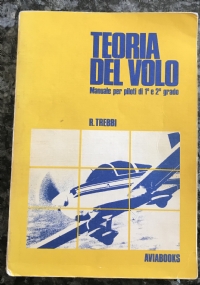 TEORIA
DEL VOLO
Manuale per piloti di 1° e 2° grado
R. TREBBI
AVIABOOKS